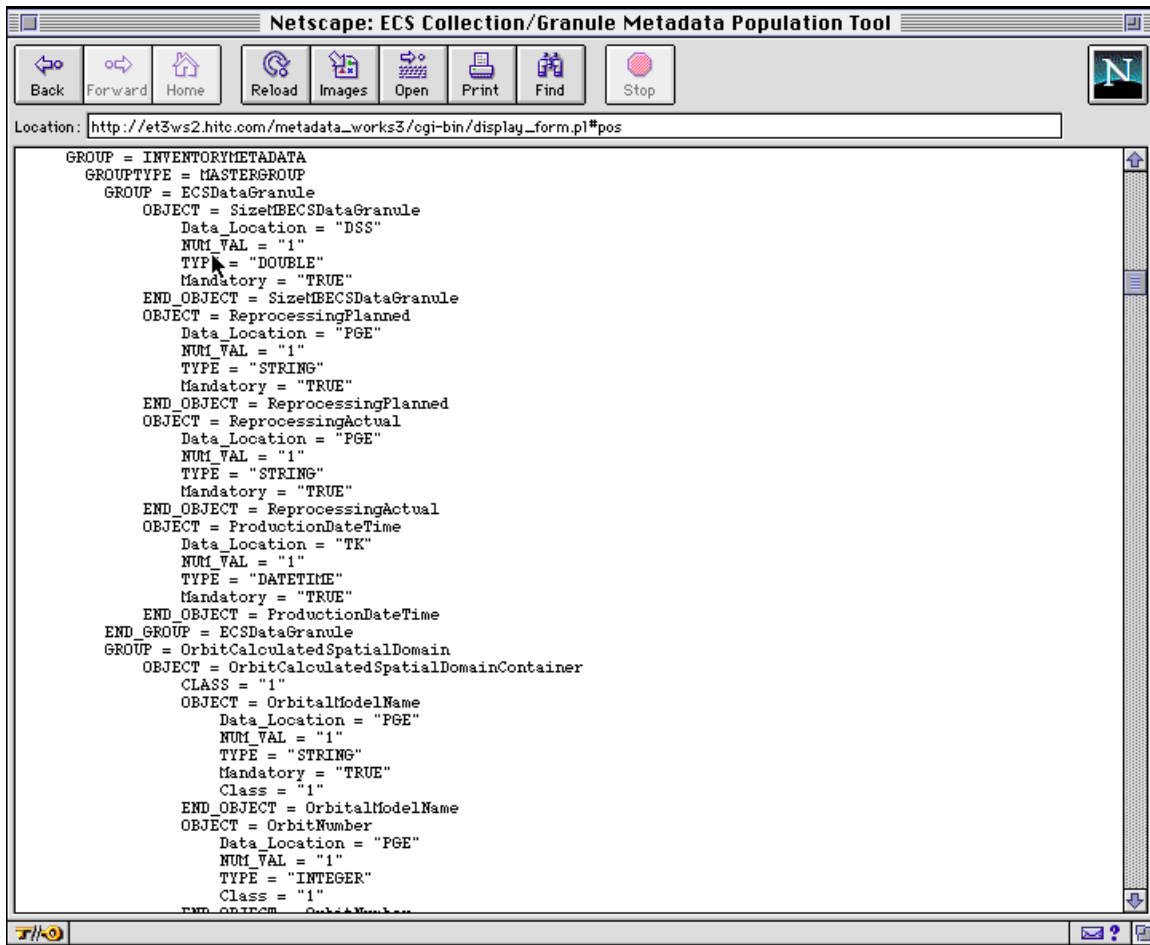 Netscape: ECS Collection/Granule Metadata Population Tool
Back Forward Home Reload Images Open Print Find Stop
N
Location: http://et3ws2.hitc.com/metadata_works3/cgi-bin/display_form.pl#pos
GROUP = INVENTORYMETADATA
GROUPTYPE = MASTERGROUP
GROUP = ECSDataGranule
OBJECT = SizeMBECSDataGranule
Data_Location = "DSS"
NUM_VAL = "1"
TYPE = "DOUBLE"
Mandatory = "TRUE"
END_OBJECT = SizeMBECSDataGranule
OBJECT = ReprocessingPlanned
Data_Location = "PGE"
NUM_VAL = "1"
TYPE = "STRING"
Mandatory = "TRUE"
END_OBJECT = ReprocessingPlanned
OBJECT = ReprocessingActual
Data_Location = "PGE"
NUM_VAL = "1"
TYPE = "STRING"
Mandatory = "TRUE"
END_OBJECT = ReprocessingActual
OBJECT = ProductionDateTime
Data_Location = "TK"
NUM_VAL = "1"
TYPE = "DATETIME"
Mandatory = "TRUE"
END_OBJECT = ProductionDateTime
END_GROUP = ECSDataGranule
GROUP = OrbitCalculatedSpatialDomain
OBJECT = OrbitCalculatedSpatialDomainContainer
CLASS = "1"
OBJECT = OrbitalModelName
Data_Location = "PGE"
NUM_VAL = "1"
TYPE = "STRING"
Mandatory = "TRUE"
Class = "1"
END_OBJECT = OrbitalModelName
OBJECT = OrbitNumber
Data_Location = "PGE"
NUM_VAL = "1"
TYPE = "INTEGER"
Class = "1"
END_OBJECT = OrbitNumber
?